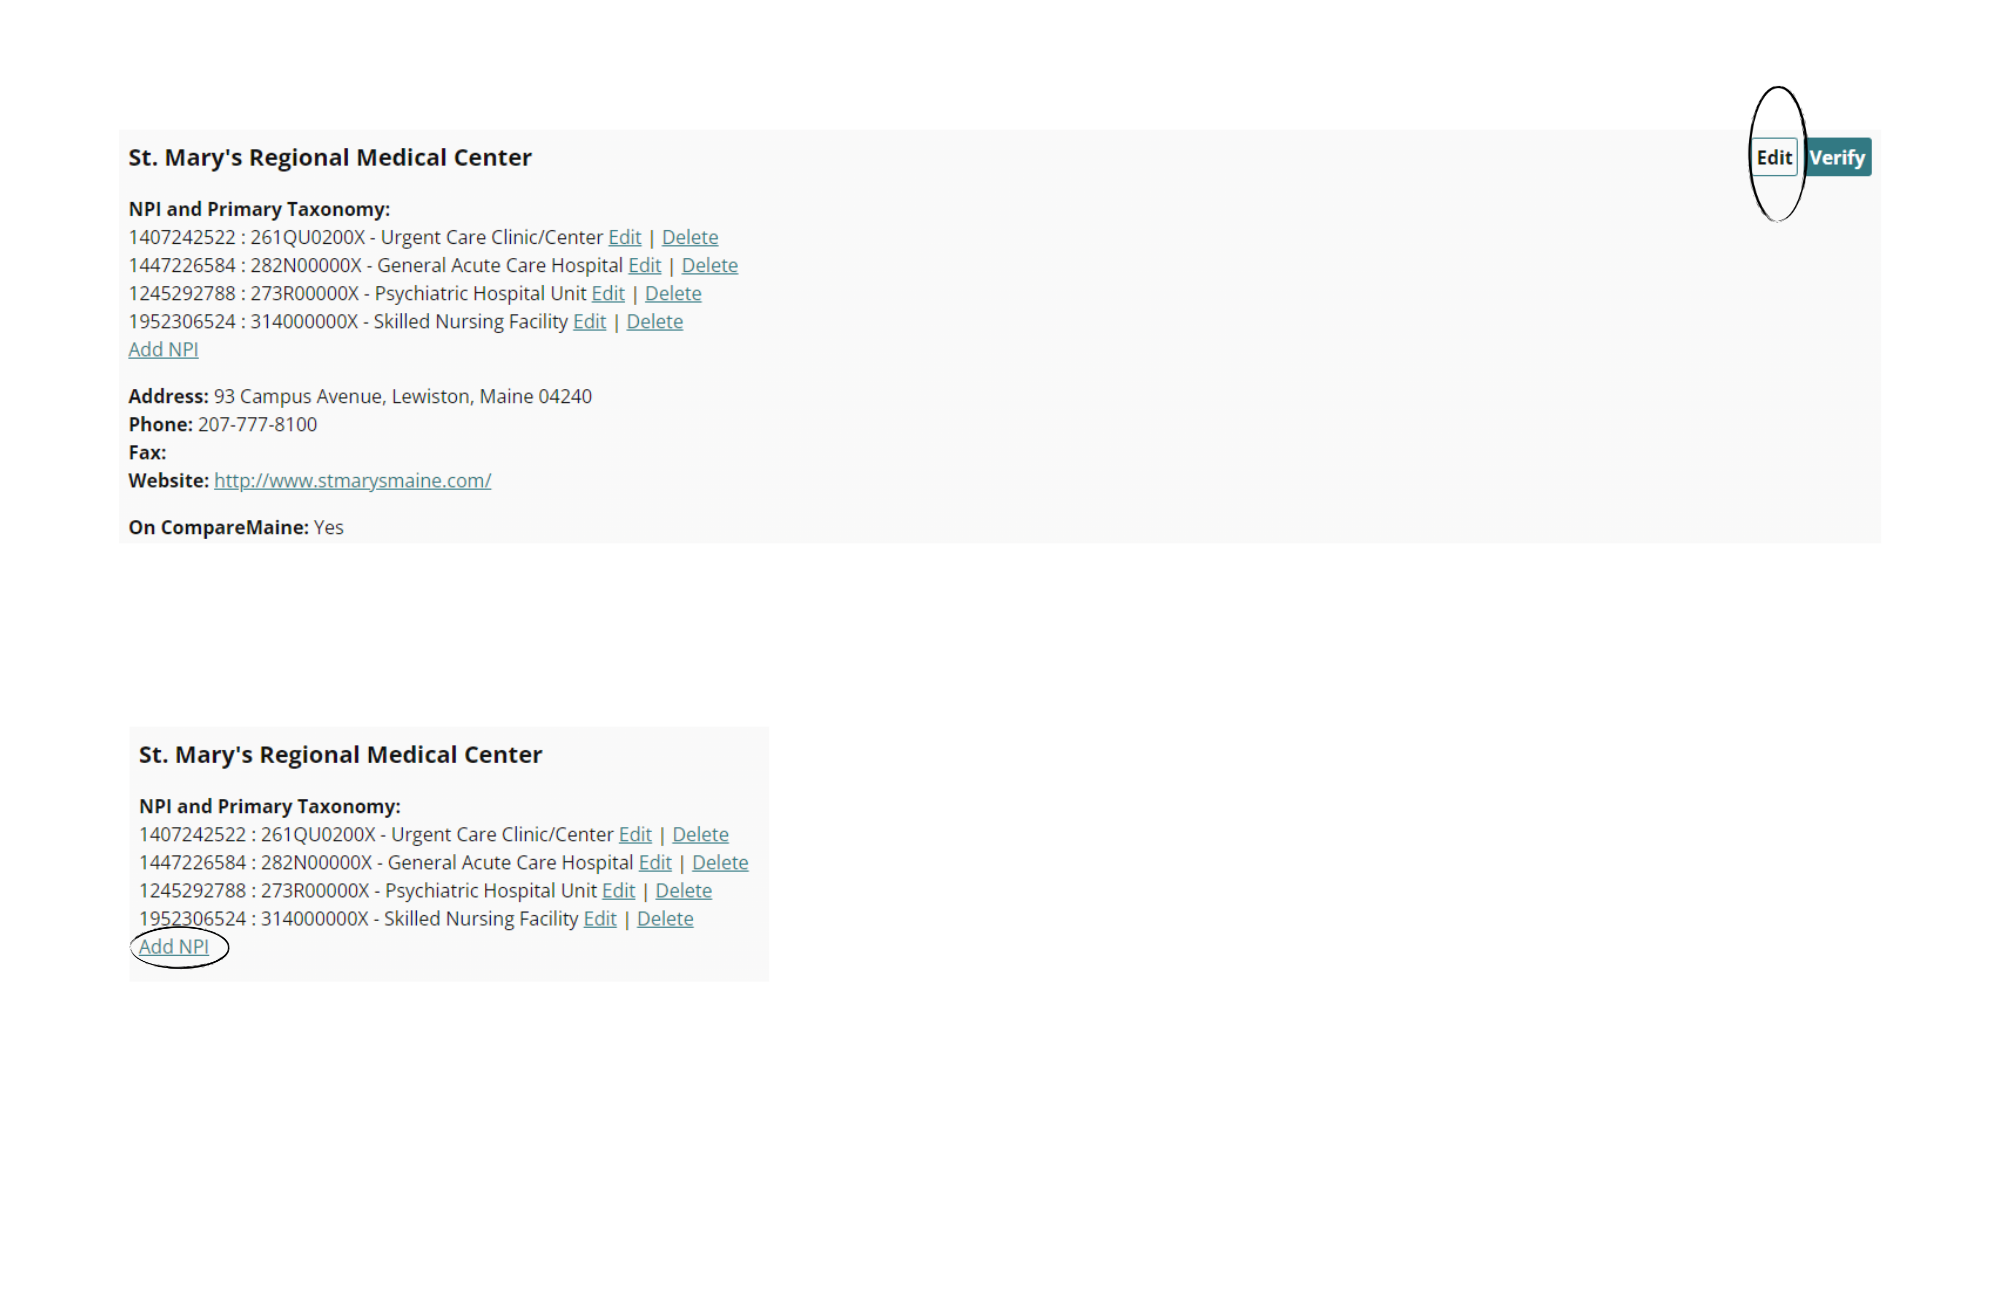 St. Mary's Regional Medical Center
Edit Verify
NPI and Primary Taxonomy:
1407242522 : 261QU0200X - Urgent Care Clinic/Center Edit | Delete
1447226584 : 282N00000X - General Acute Care Hospital Edit | Delete
1245292788 : 273R00000X - Psychiatric Hospital Unit Edit | Delete
1952306524 : 314000000X - Skilled Nursing Facility Edit | Delete
Add NPI
Address: 93 Campus Avenue, Lewiston, Maine 04240
Phone: 207-777-8100
Fax:
Website: http://www.stmarysmaine.com/
On CompareMaine: Yes
St. Mary's Regional Medical Center
NPI and Primary Taxonomy:
1407242522 : 261QU0200X - Urgent Care Clinic/Center Edit | Delete
1447226584 : 282N00000X - General Acute Care Hospital Edit | Delete
1245292788 : 273R00000X - Psychiatric Hospital Unit Edit | Delete
1952306524 : 314000000X - Skilled Nursing Facility Edit | Delete
Add NPI